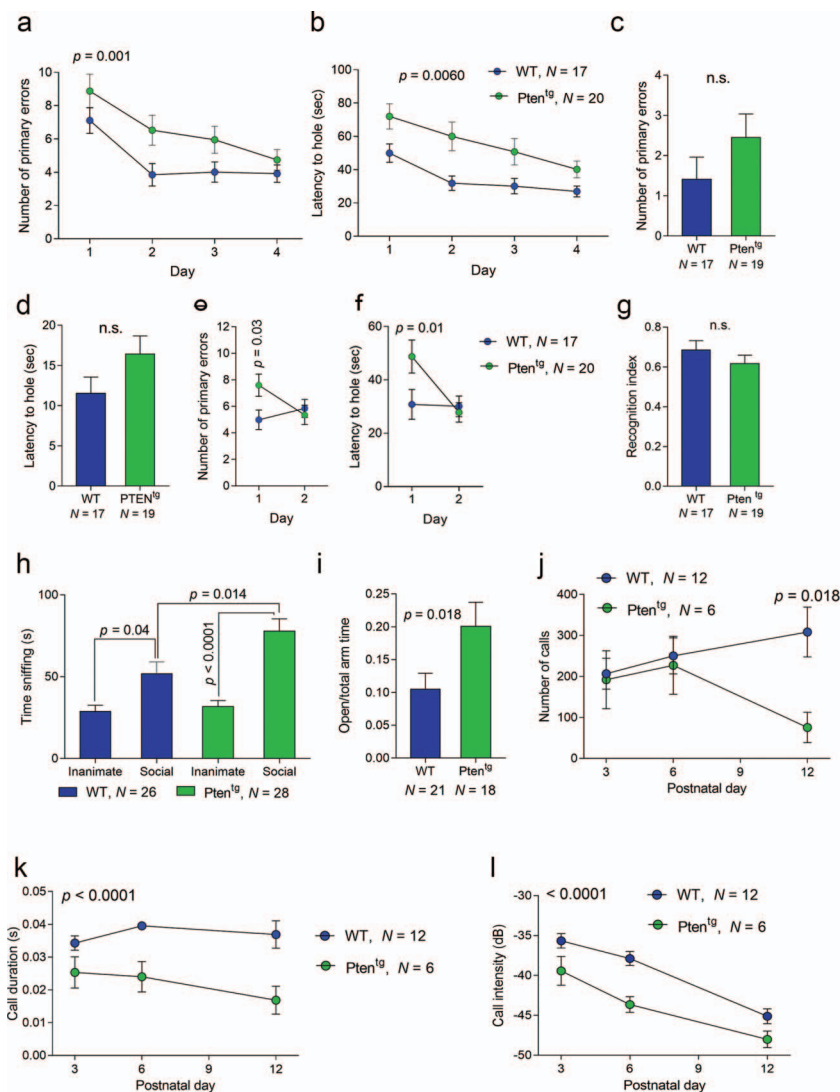 a
p = 0.001
Number of primary errors
10
8
6
4
2
0
1 2 3 4
Day
b
p = 0.0060
WT, N = 17
Pten^tg, N = 20
Latency to hole (sec)
100
80
60
40
20
0
1 2 3 4
Day
c
n.s.
Number of primary errors
4
3
2
1
0
WT Pten^tg
N = 17 N = 19
d
n.s.
Latency to hole (sec)
20
15
10
5
0
WT PTEN^tg
N = 17 N = 19
e
p = 0.03
Number of primary errors
12
10
8
6
4
2
0
1 2
Day
f
p = 0.01
WT, N = 17
Pten^tg, N = 20
Latency to hole (sec)
60
40
20
0
1 2
Day
g
n.s.
Recognition index
0.8
0.6
0.4
0.2
0.0
WT Pten^tg
N = 17 N = 19
h
p = 0.014
p = 0.04
p < 0.0001
Time sniffing (s)
100
50
0
Inanimate Social Inanimate Social
WT, N = 26 Pten^tg, N = 28
i
p = 0.018
Open/total arm time
0.25
0.20
0.15
0.10
0.05
0.00
WT Pten^tg
N = 21 N = 18
j
WT, N = 12
Pten^tg, N = 6
p = 0.018
Number of calls
400
300
200
100
0
3 6 9 12
Postnatal day
k
p < 0.0001
WT, N = 12
Pten^tg, N = 6
Call duration (s)
0.05
0.04
0.03
0.02
0.01
0.00
3 6 9 12
Postnatal day
l
< 0.0001
WT, N = 12
Pten^tg, N = 6
Call intensity (dB)
-30
-35
-40
-45
-50
3 6 9 12
Postnatal day